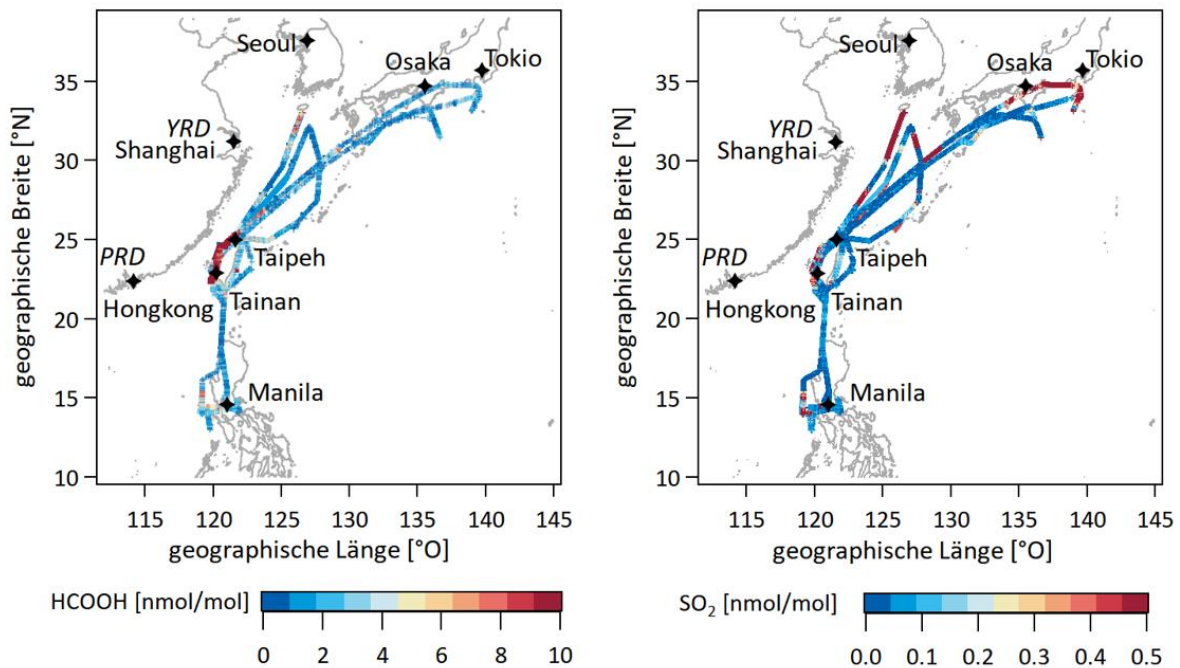 Seoul
Osaka
Tokio
YRD
Shanghai
PRD
Taipeh
Hongkong
Tainan
Manila
35
30
25
20
15
10
geographische Breite [°N]
115 120 125 130 135 140 145
geographische Länge [°O]
HCOOH [nmol/mol]
0 2 4 6 8 10
Seoul
Osaka
Tokio
YRD
Shanghai
PRD
Taipeh
Hongkong
Tainan
Manila
35
30
25
20
15
10
geographische Breite [°N]
115 120 125 130 135 140 145
geographische Länge [°O]
SO₂ [nmol/mol]
0.0 0.1 0.2 0.3 0.4 0.5